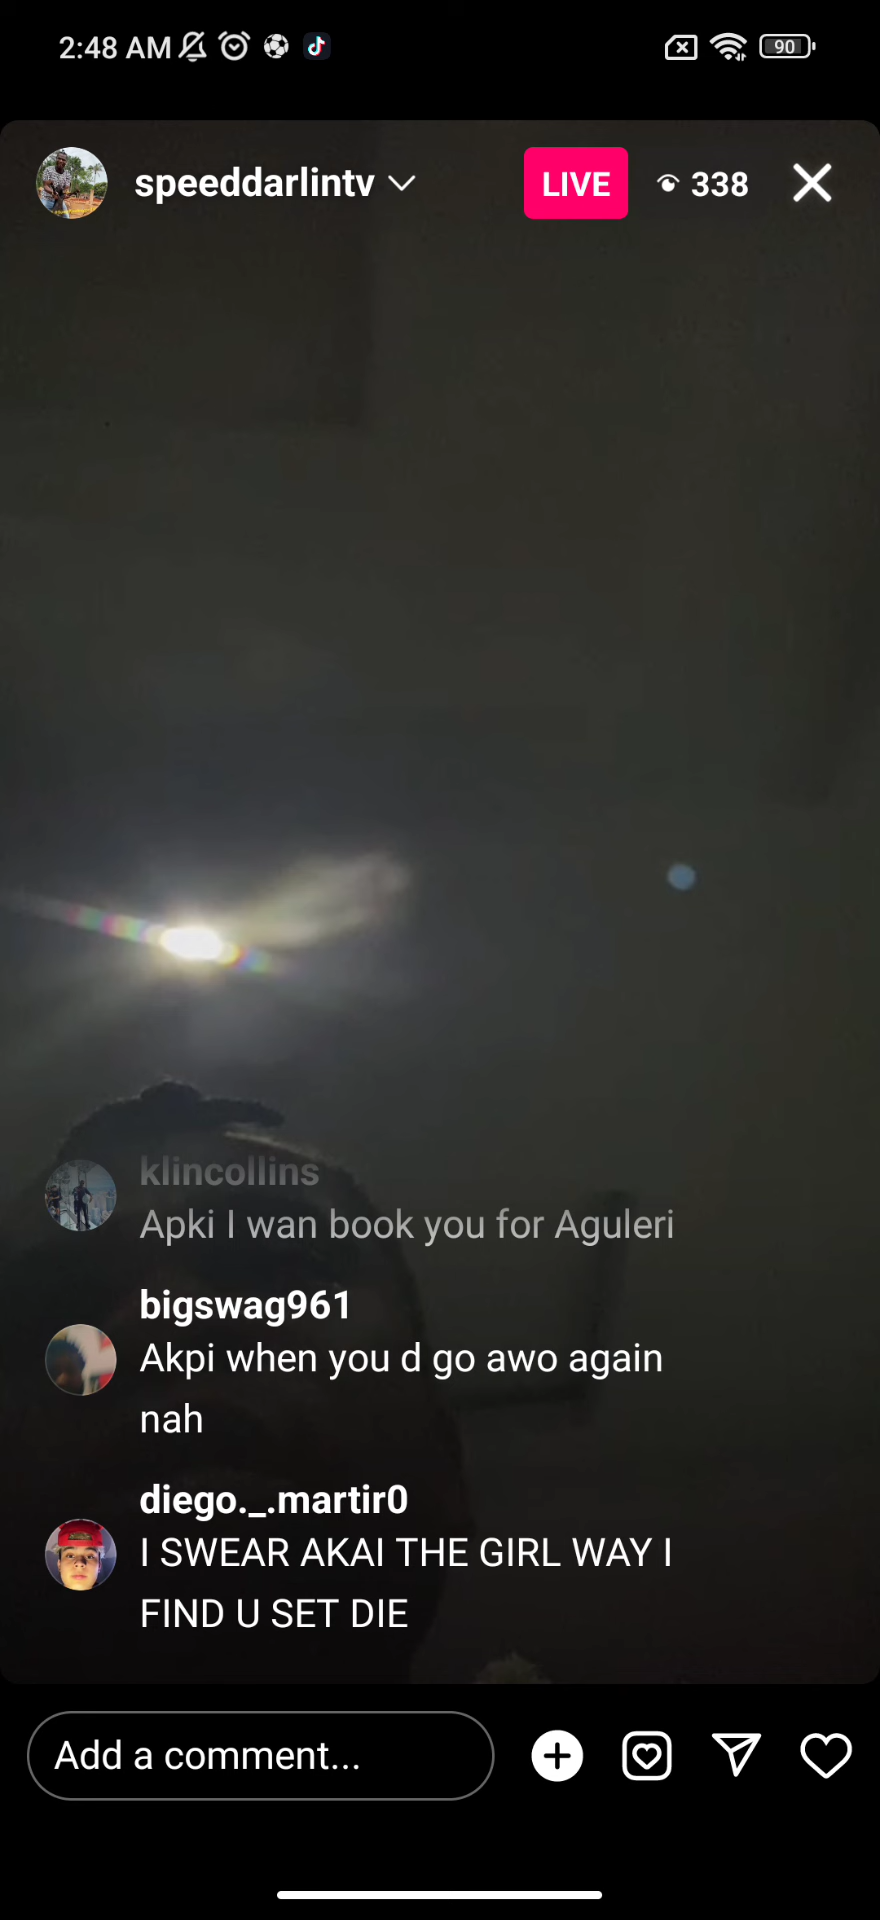 2:48 AM
90
speeddarlintv
LIVE
338
klincollins
Apki I wan book you for Aguleri
bigswag961
Akpi when you d go awo again
nah
diego._.martir0
I SWEAR AKAI THE GIRL WAY I
FIND U SET DIE
Add a comment...